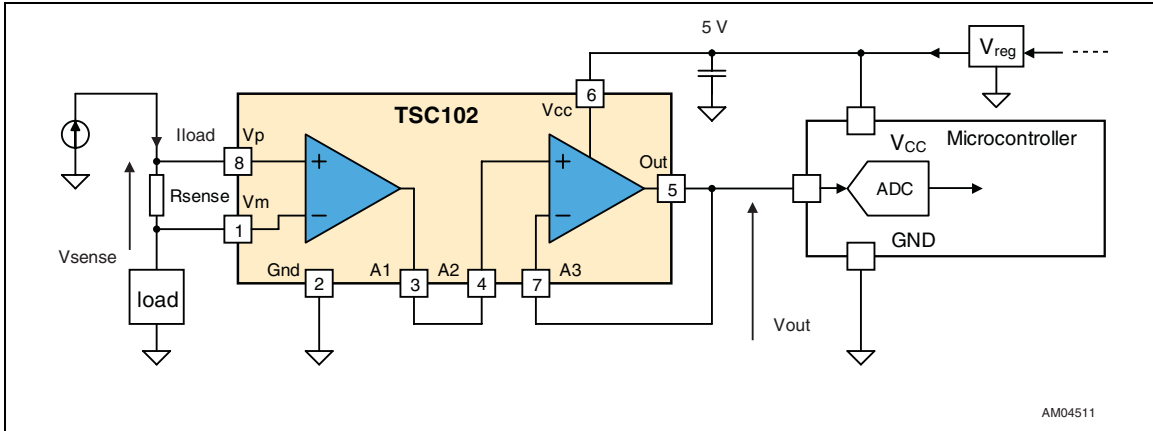 5 V
Vreg
6
Vcc
TSC102
Iload
Vp
8
Rsense
Vm
1
Vsense
load
+
−
+
−
Gnd
2
A1
3
A2
4
A3
7
Out
5
Vout
VCC
Microcontroller
ADC
GND
AM04511